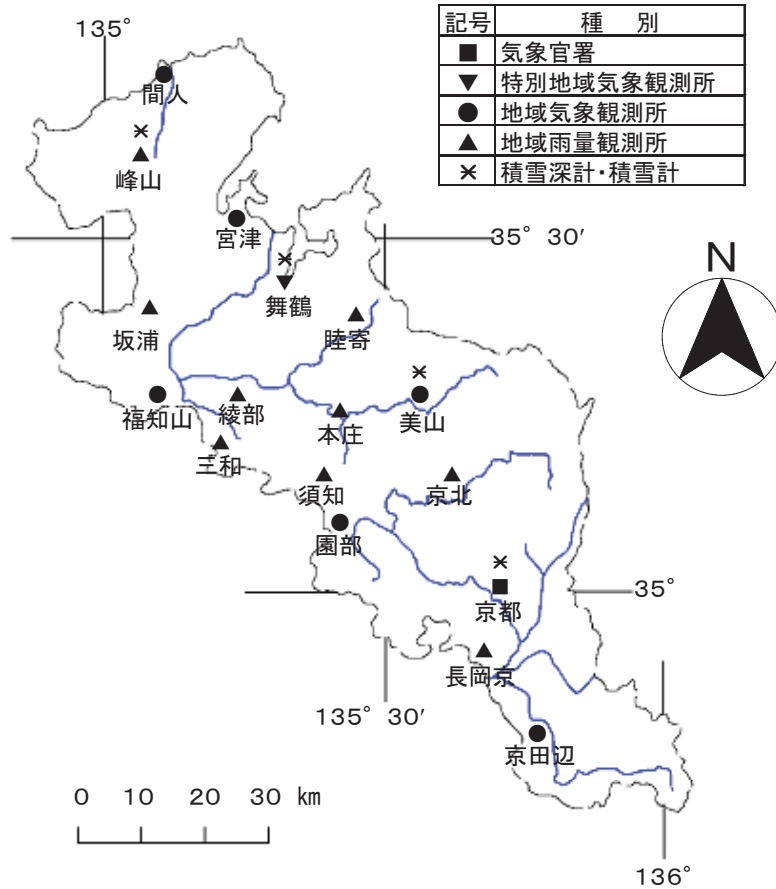 記号 種 別
■ 気象官署
▼ 特別地域気象観測所
● 地域気象観測所
▲ 地域雨量観測所
＊ 積雪深計・積雪計
135°
間人
峰山
宮津
35° 30′
N
舞鶴
坂浦
睦寄
福知山
綾部
本庄
美山
三和
須知
京北
園部
京都
35°
長岡京
135° 30′
京田辺
0 10 20 30 km
136°